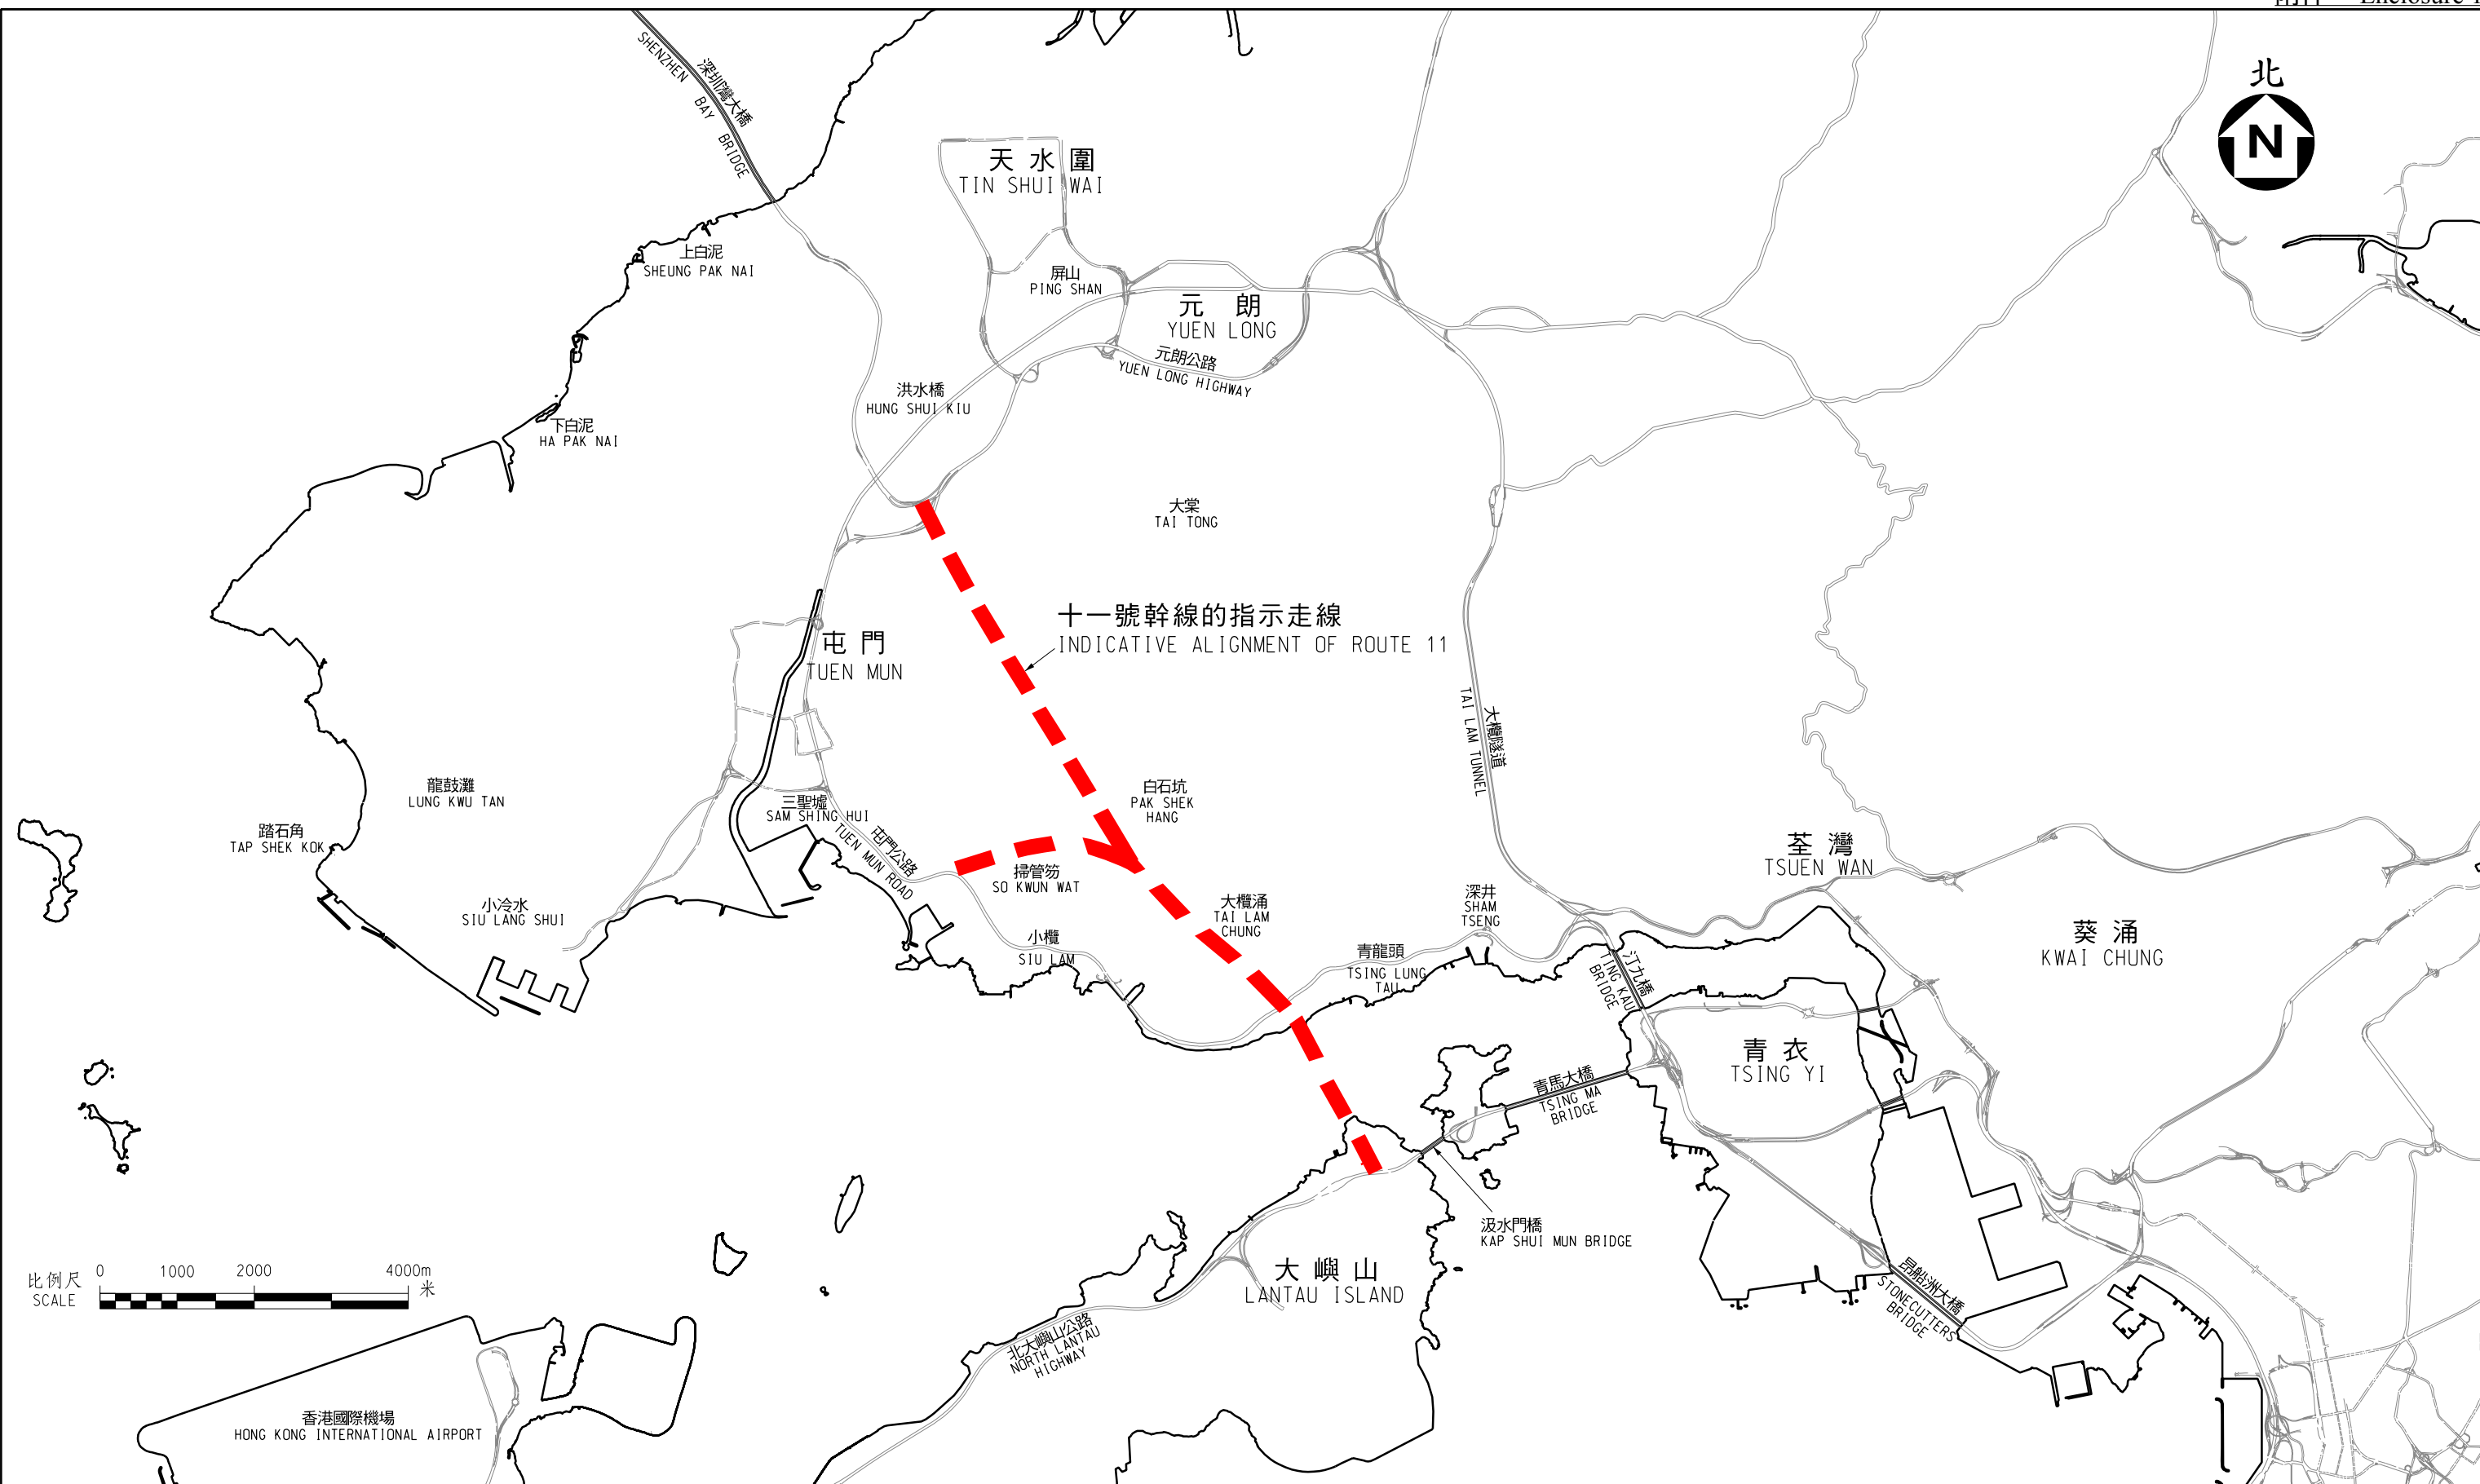 北
N
深圳灣大橋
SHENZHEN BAY BRIDGE
天水圍
TIN SHUI WAI
上白泥
SHEUNG PAK NAI
屏山
PING SHAN
元朗
YUEN LONG
元朗公路
YUEN LONG HIGHWAY
洪水橋
HUNG SHUI KIU
下白泥
HA PAK NAI
大棠
TAI TONG
十一號幹線的指示走線
INDICATIVE ALIGNMENT OF ROUTE 11
屯門
TUEN MUN
大欖隧道
TAI LAM TUNNEL
龍鼓灘
LUNG KWU TAN
白石坑
PAK SHEK
HANG
三聖墟
SAM SHING HUI
踏石角
TAP SHEK KOK
屯門公路
TUEN MUN ROAD
荃灣
TSUEN WAN
掃管笏
SO KWUN WAT
小冷水
SIU LANG SHUI
大欖涌
TAI LAM
CHUNG
深井
SHAM
TSENG
小欖
SIU LAM
青龍頭
TSING LUNG
TAU
汀九橋
TING KAU
BRIDGE
葵涌
KWAI CHUNG
青衣
TSING YI
青馬大橋
TSING MA
BRIDGE
汲水門橋
KAP SHUI MUN BRIDGE
大嶼山
LANTAU ISLAND
昂船洲大橋
STONECUTTERS
BRIDGE
比例尺
SCALE
0 1000 2000 4000m
米
北大嶼山公路
NORTH LANTAU
HIGHWAY
香港國際機場
HONG KONG INTERNATIONAL AIRPORT